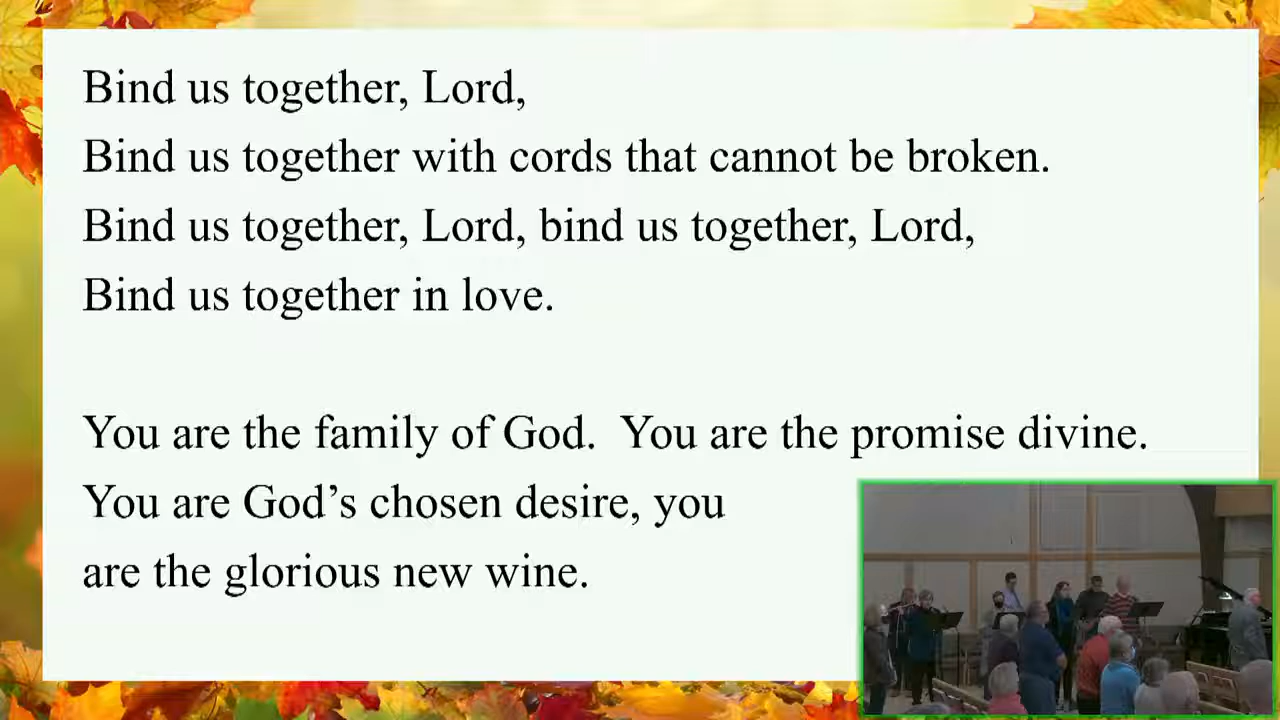 Bind us together, Lord,
Bind us together with cords that cannot be broken.
Bind us together, Lord, bind us together, Lord,
Bind us together in love.
You are the family of God.  You are the promise divine.
You are God’s chosen desire, you
are the glorious new wine.